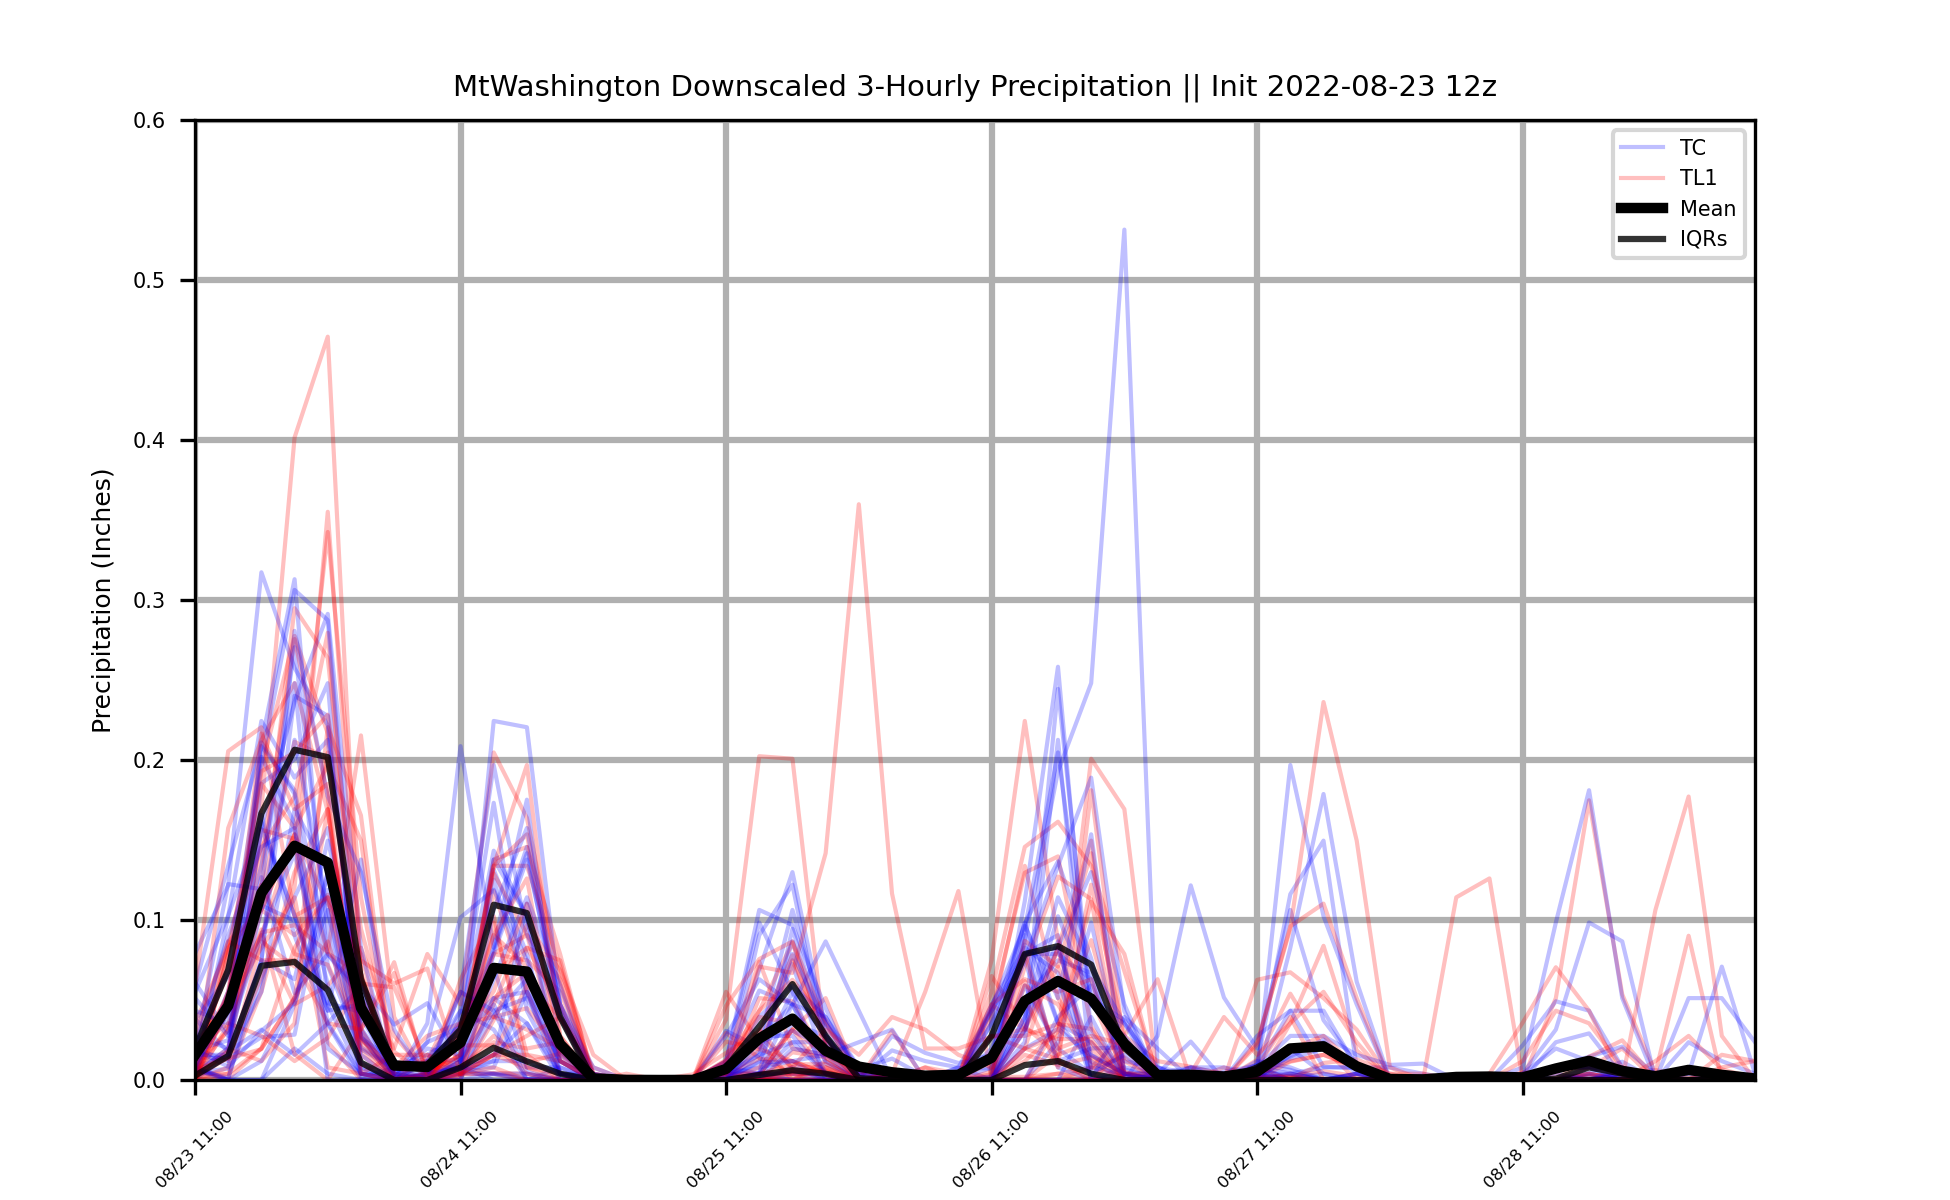 MtWashington Downscaled 3-Hourly Precipitation || Init 2022-08-23 12z
TC
TL1
Mean
IQRs
Precipitation (Inches)
0.6
0.5
0.4
0.3
0.2
0.1
0.0
08/23 11:00
08/24 11:00
08/25 11:00
08/26 11:00
08/27 11:00
08/28 11:00